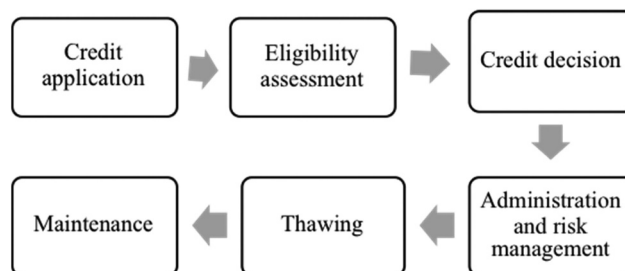 Credit
application
Eligibility
assessment
Credit decision
Administration
and risk
management
Thawing
Maintenance